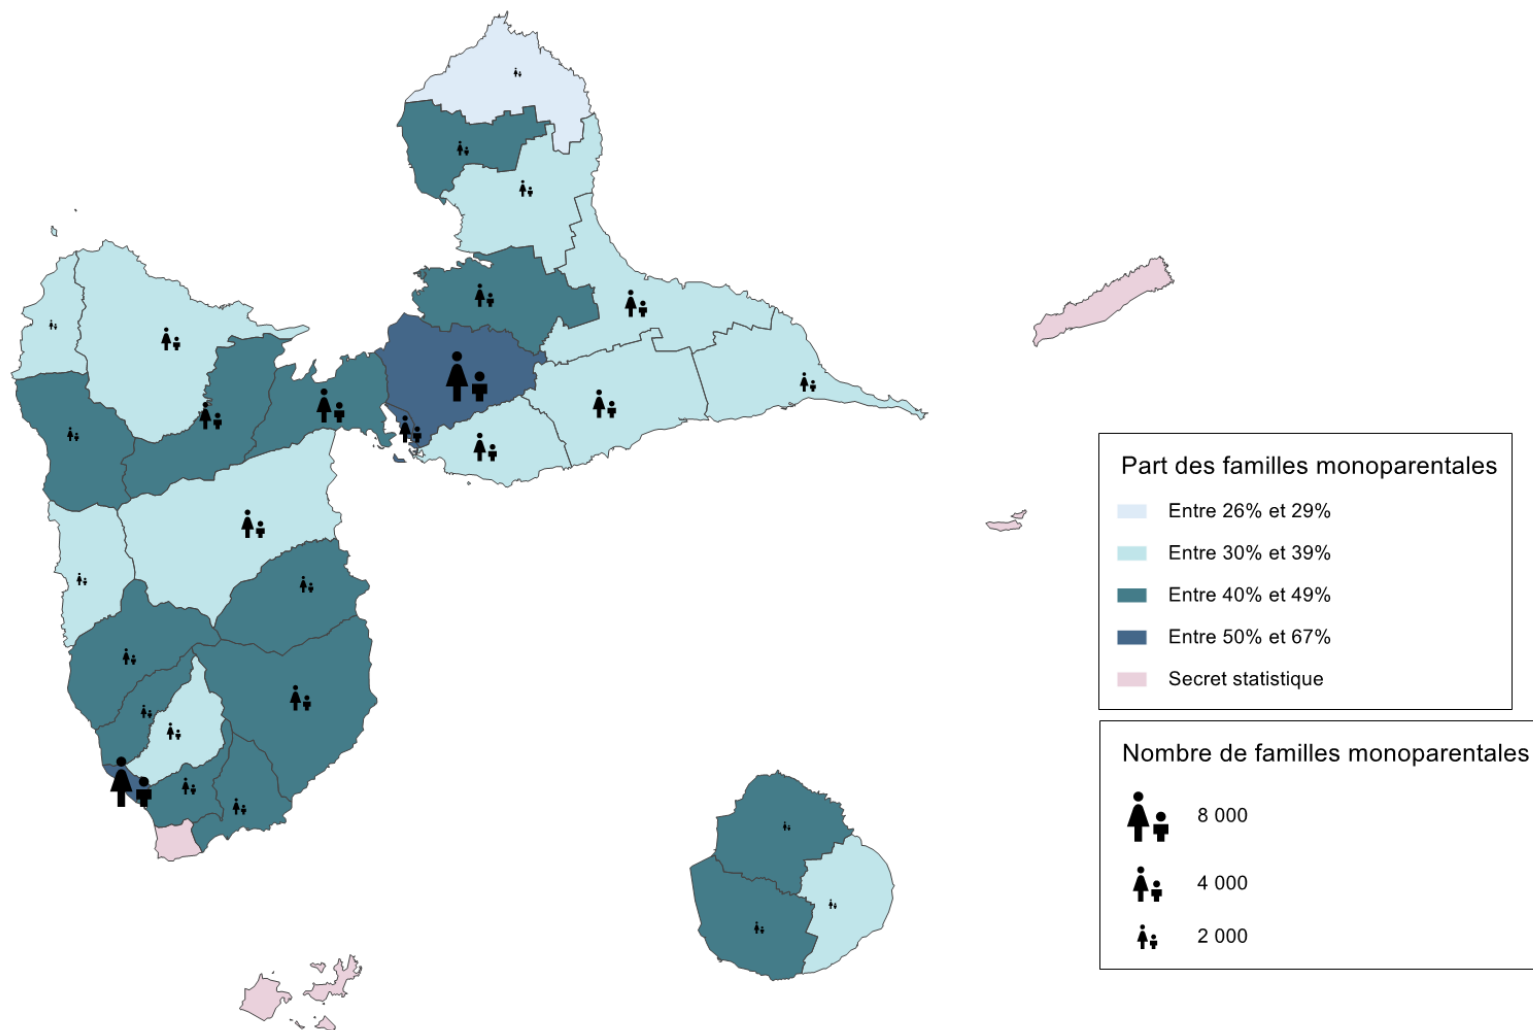 Part des familles monoparentales
Entre 26% et 29%
Entre 30% et 39%
Entre 40% et 49%
Entre 50% et 67%
Secret statistique
Nombre de familles monoparentales
8 000
4 000
2 000